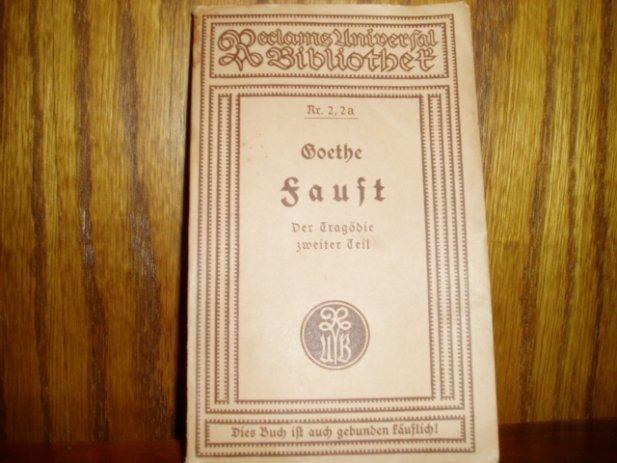 Reclams Univerſal
Bibliothek
Nr. 2, 2a
Goethe
Fauſt
Der Tragödie
zweiter Teil
UB
Dies Buch iſt auch gebunden käuflich!